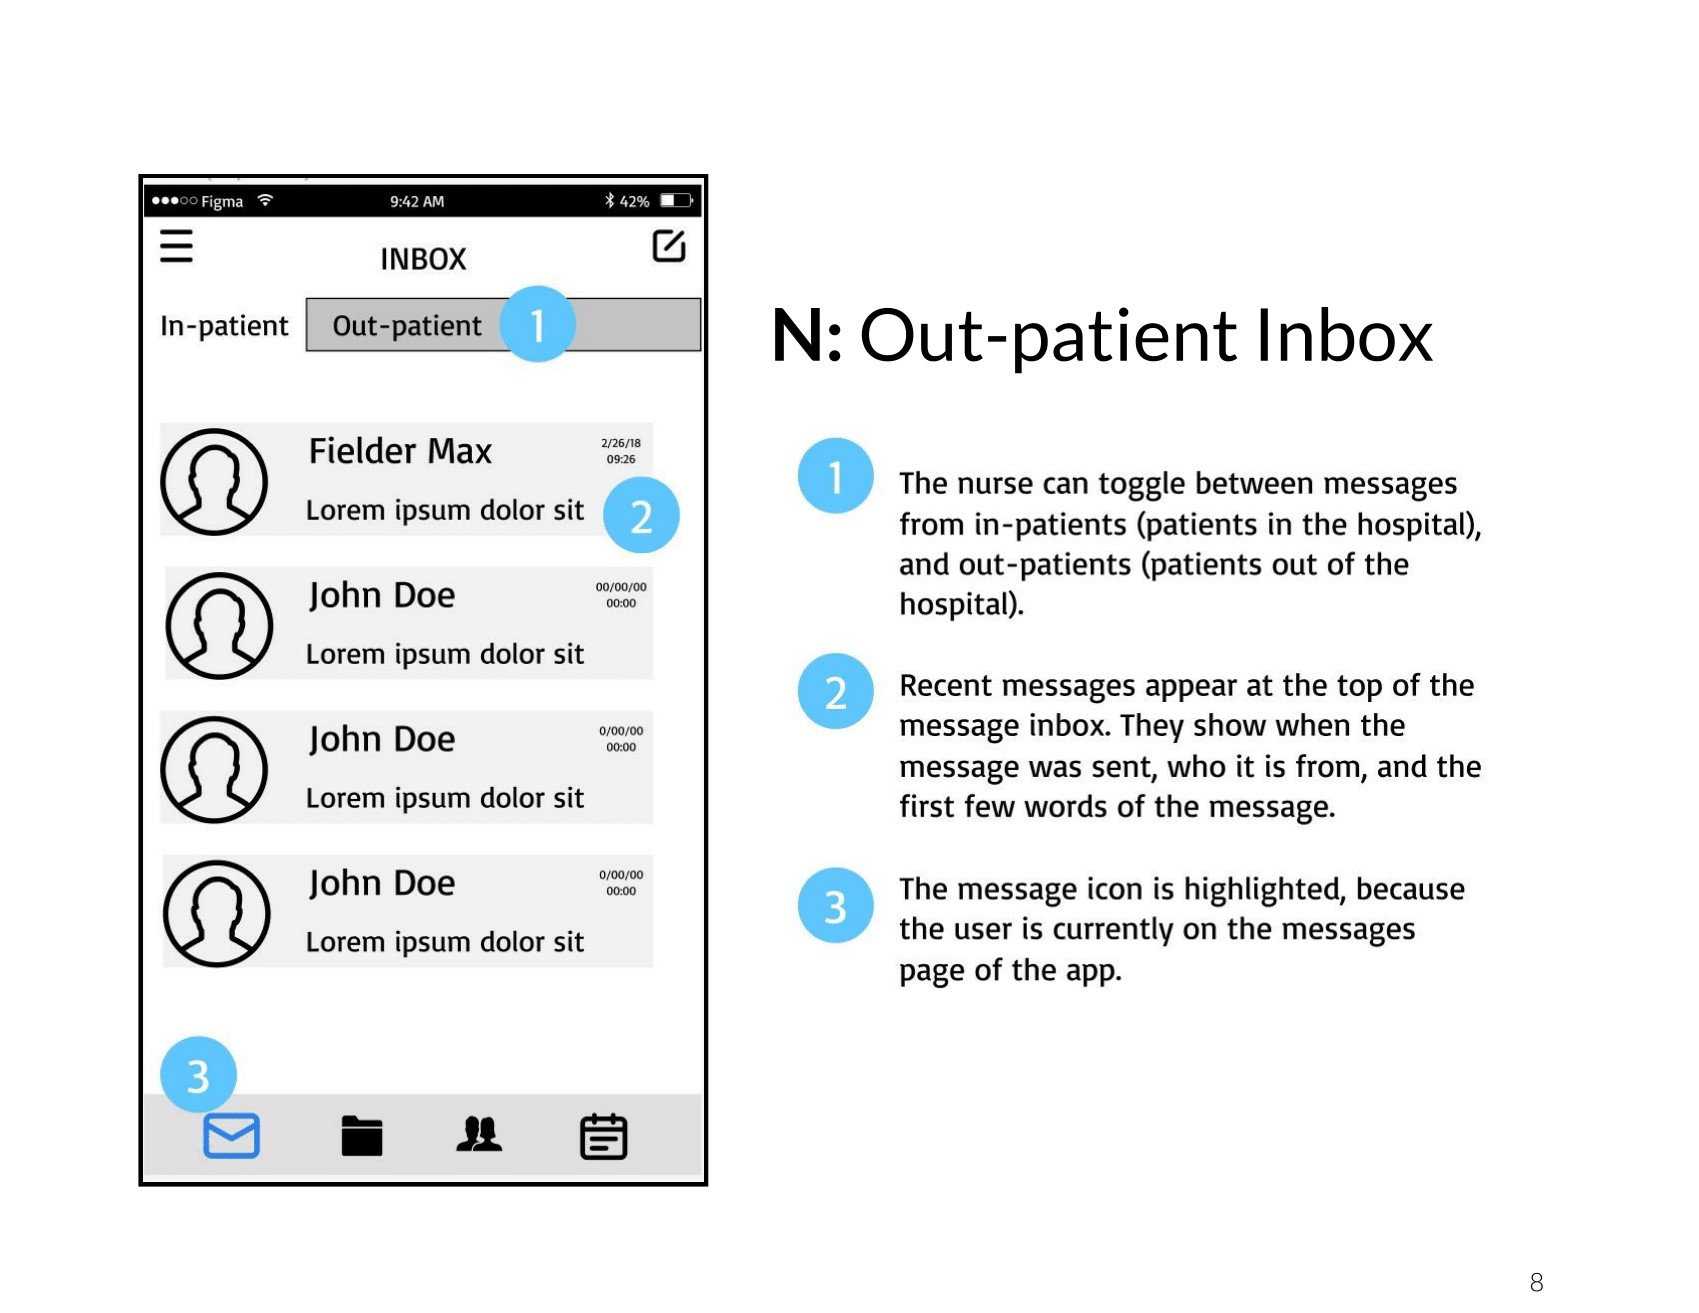 Figma 9:42 AM 42%
INBOX
In-patient Out-patient 1
Fielder Max 2/26/18
09:26
Lorem ipsum dolor sit 2
John Doe 00/00/00
00:00
Lorem ipsum dolor sit
John Doe 0/00/00
00:00
Lorem ipsum dolor sit
John Doe 0/00/00
00:00
Lorem ipsum dolor sit
3
N: Out-patient Inbox
1
The nurse can toggle between messages
from in-patients (patients in the hospital),
and out-patients (patients out of the
hospital).
2
Recent messages appear at the top of the
message inbox. They show when the
message was sent, who it is from, and the
first few words of the message.
3
The message icon is highlighted, because
the user is currently on the messages
page of the app.
8